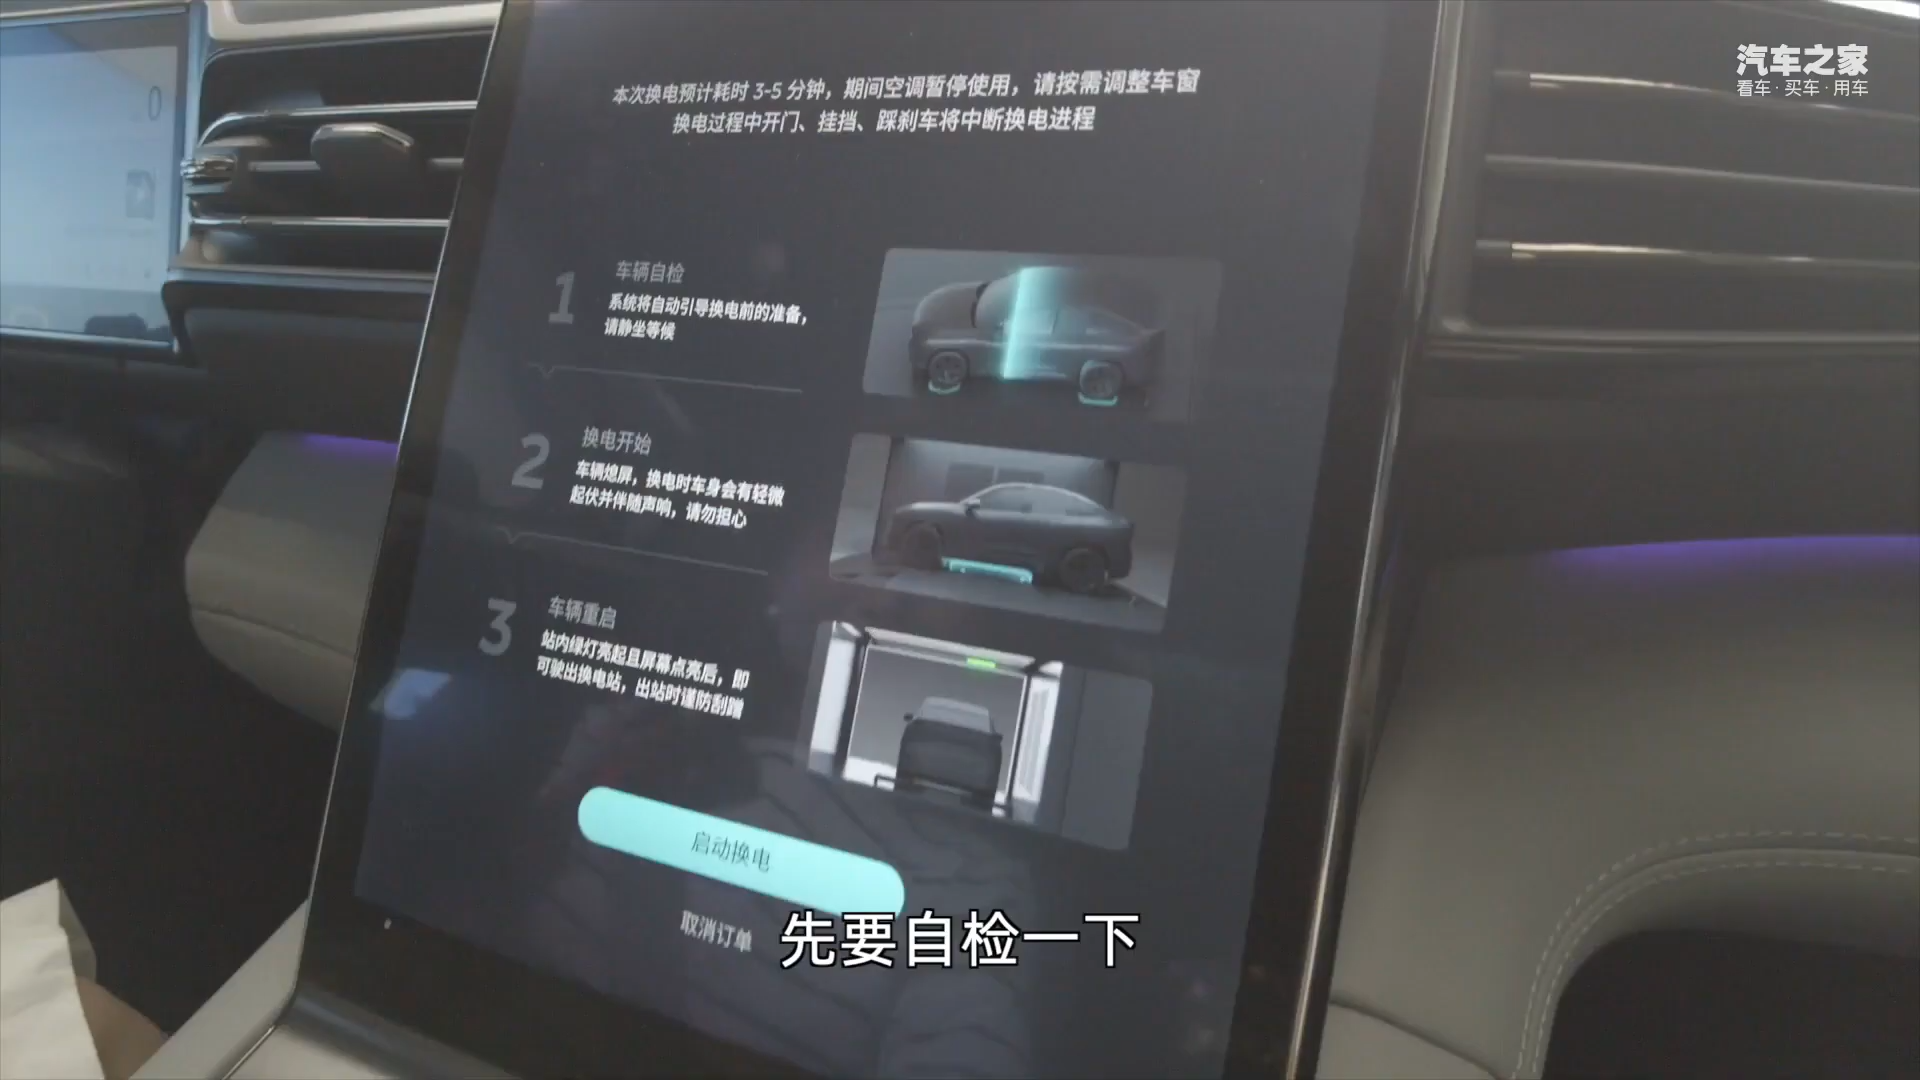 汽车之家
看车·买车·用车
0
本次换电预计耗时 3-5 分钟，期间空调暂停使用，请按需调整车窗
换电过程中开门、挂挡、踩刹车将中断换电进程
1
车辆自检
系统将自动引导换电前的准备，
请静坐等候
2
换电开始
车辆熄屏，换电时车身会有轻微
起伏并伴随声响，请勿担心
3
车辆重启
站内绿灯亮起且屏幕点亮后，即
可驶出换电站，出站时谨防刮蹭
启动换电
取消订单
先要自检一下